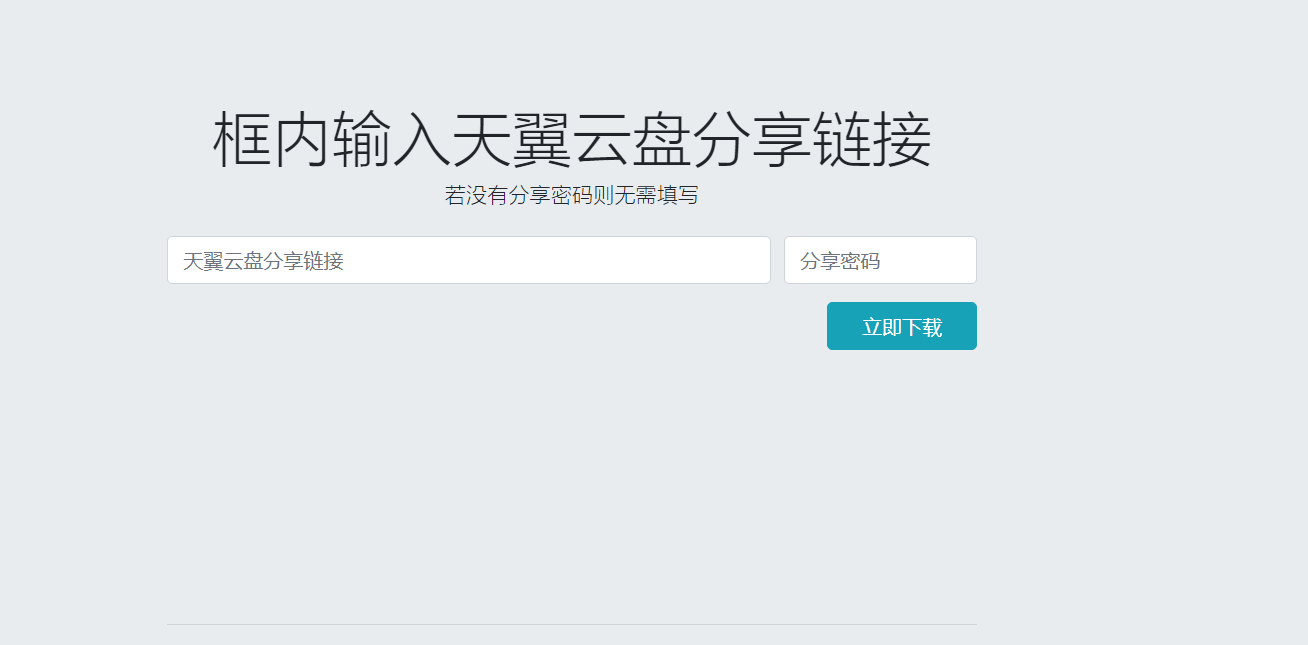 框内输入天翼云盘分享链接
若没有分享密码则无需填写
天翼云盘分享链接
分享密码
立即下载